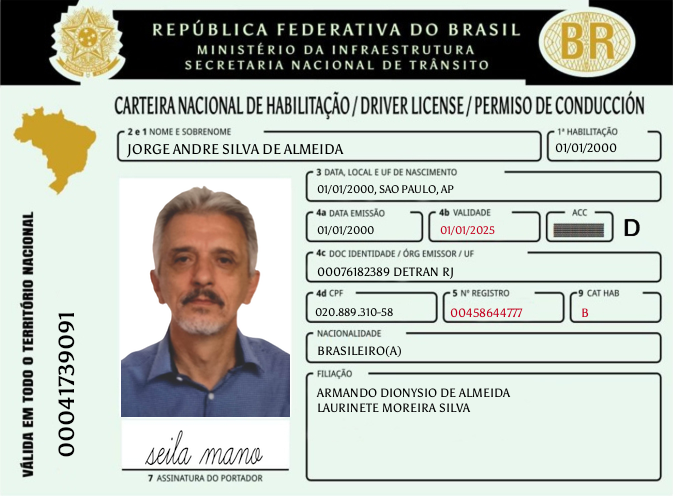 REPÚBLICA FEDERATIVA DO BRASIL
MINISTÉRIO DA INFRAESTRUTURA
SECRETARIA NACIONAL DE TRÂNSITO
BR
CARTEIRA NACIONAL DE HABILITAÇÃO / DRIVER LICENSE / PERMISO DE CONDUCCIÓN
2 e 1 NOME E SOBRENOME
JORGE ANDRE SILVA DE ALMEIDA
1ª HABILITAÇÃO
01/01/2000
3 DATA, LOCAL E UF DE NASCIMENTO
01/01/2000, SAO PAULO, AP
4a DATA EMISSÃO
01/01/2000
4b VALIDADE
01/01/2025
ACC
D
4c DOC IDENTIDADE / ÓRG EMISSOR / UF
00076182389 DETRAN RJ
4d CPF
020.889.310-58
5 Nº REGISTRO
00458644777
9 CAT HAB
B
NACIONALIDADE
BRASILEIRO(A)
FILIAÇÃO
ARMANDO DIONYSIO DE ALMEIDA
LAURINETE MOREIRA SILVA
VÁLIDA EM TODO O TERRITÓRIO NACIONAL
00041739091
seila mano
7 ASSINATURA DO PORTADOR